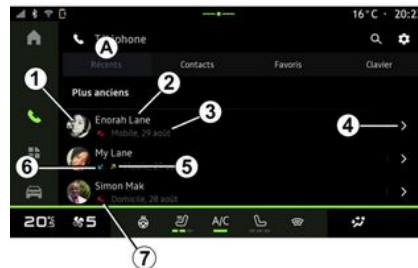 16°C · 20:2
Téléphone
A
Récents Contacts Favoris Clavier
Plus anciens
1 2 3 4
Enorah Lane
Mobile, 29 août
My Lane
6 5
Simon Mak
Domicile, 28 août
7
20 5 A/C